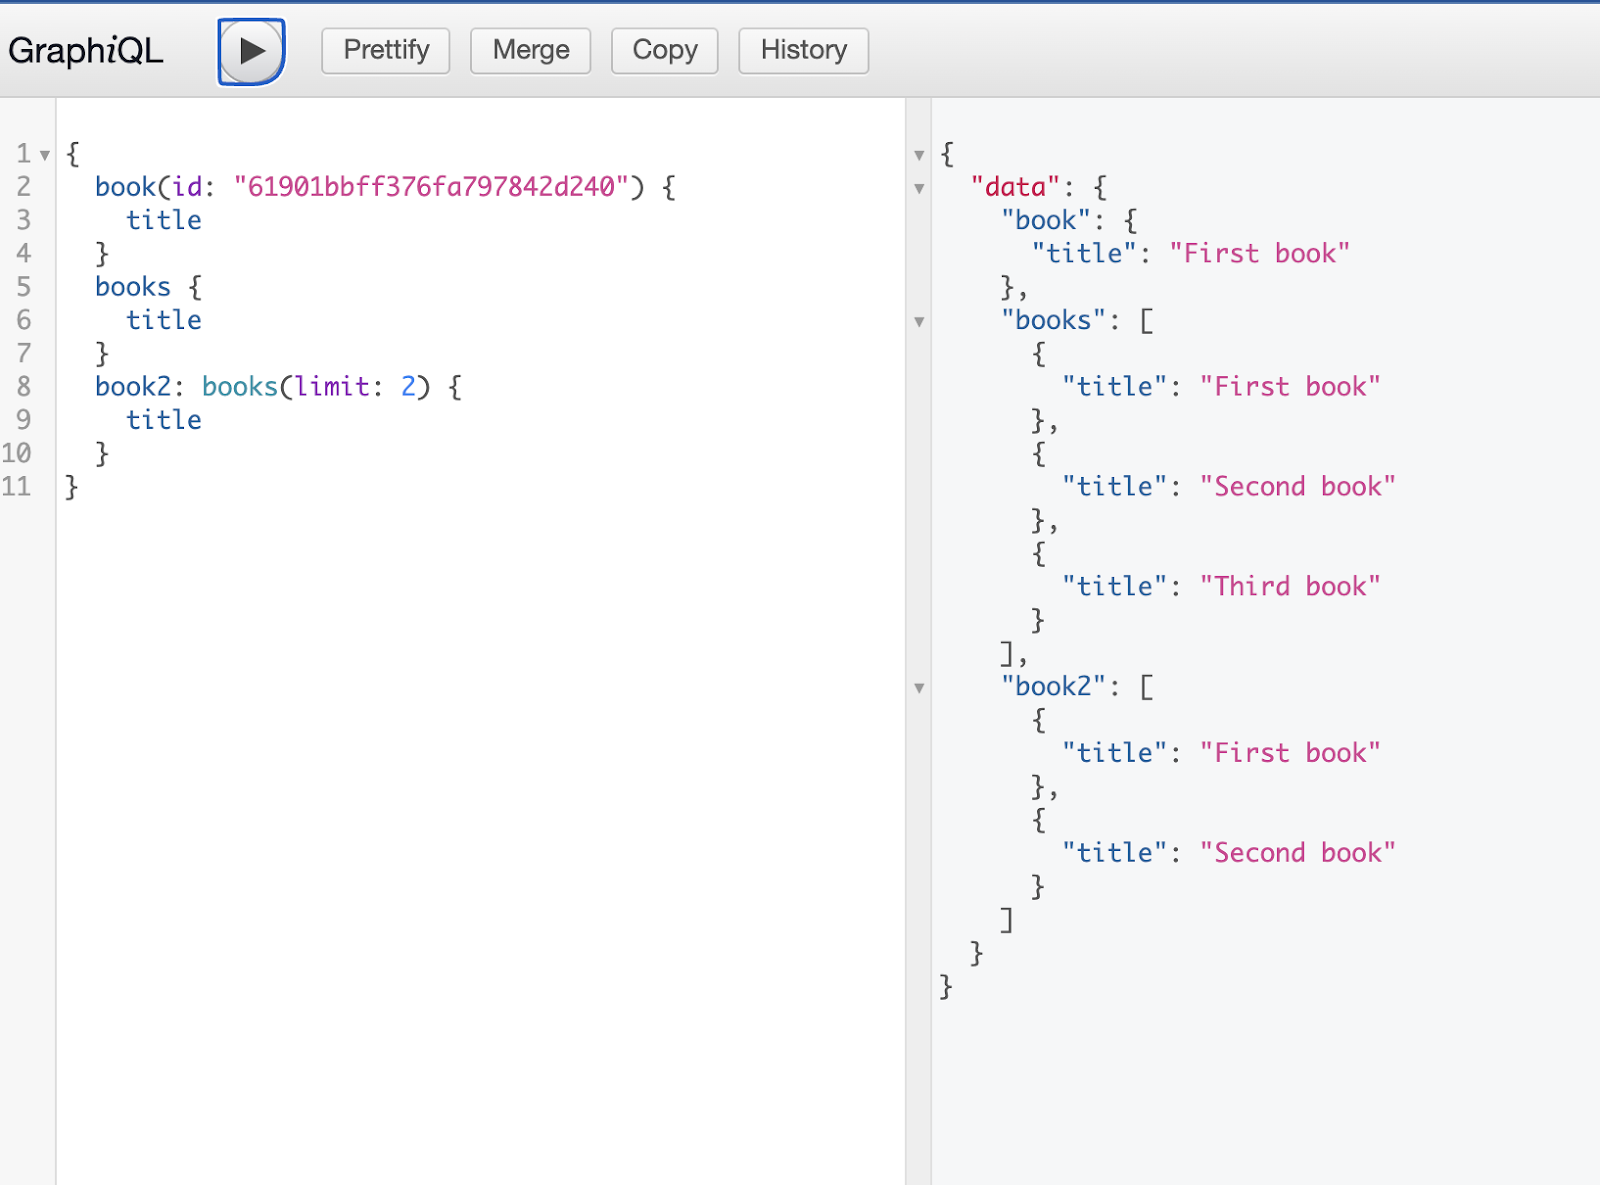 GraphiQL Prettify Merge Copy History
1 {
2 book(id: "61901bbff376fa797842d240") {
3 title
4 }
5 books {
6 title
7 }
8 book2: books(limit: 2) {
9 title
10 }
11 }
{
"data": {
"book": {
"title": "First book"
},
"books": [
{
"title": "First book"
},
{
"title": "Second book"
},
{
"title": "Third book"
}
],
"book2": [
{
"title": "First book"
},
{
"title": "Second book"
}
]
}
}